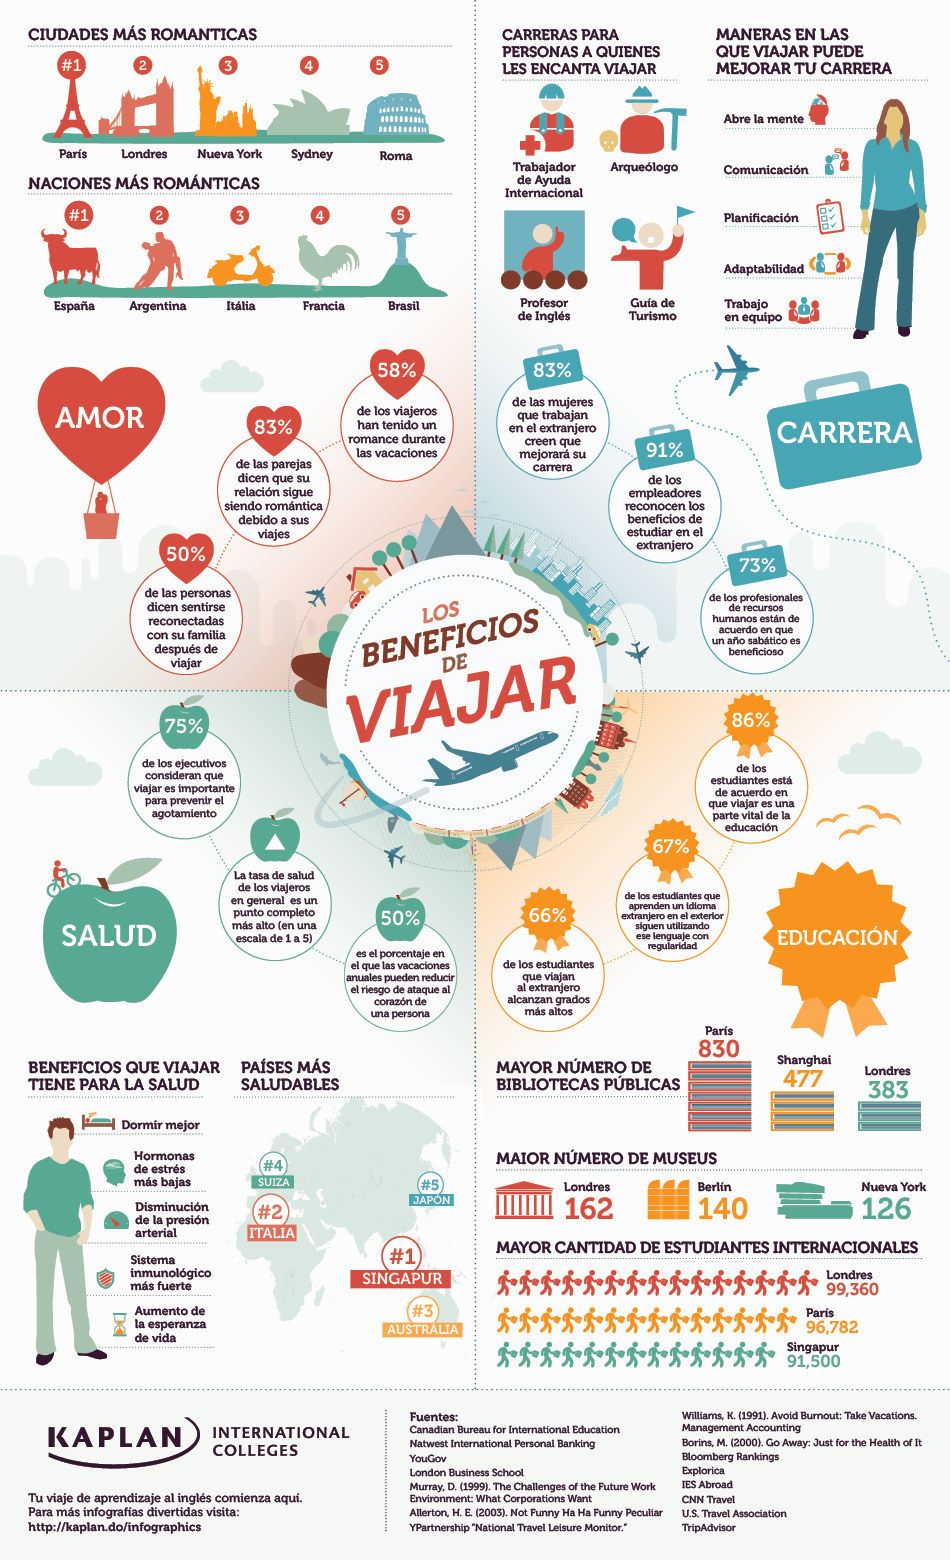 CIUDADES MÁS ROMANTICAS
#1
2
3
4
5
París
Londres
Nueva York
Sydney
Roma
NACIONES MÁS ROMÁNTICAS
#1
2
3
4
5
España
Argentina
Itália
Francia
Brasil
CARRERAS PARA
PERSONAS A QUIENES
LES ENCANTA VIAJAR
Trabajador
de Ayuda
Internacional
Arqueólogo
Profesor
de Inglés
Guía de
Turismo
MANERAS EN LAS
QUE VIAJAR PUEDE
MEJORAR TU CARRERA
Abre la mente
Comunicación
Planificación
Adaptabilidad
Trabajo
en equipo
AMOR
58%
de los viajeros
han tenido un
romance durante
las vacaciones
83%
de las parejas
dicen que su
relación sigue
siendo romántica
debido a sus
viajes
50%
de las personas
dicen sentirse
reconectadas
con su familia
después de
viajar
CARRERA
83%
de las mujeres
que trabajan
en el extranjero
creen que
mejorará su
carrera
91%
de los
empleadores
reconocen los
beneficios de
estudiar en el
extranjero
73%
de los profesionales
de recursos
humanos están de
acuerdo en que
un año sabático es
beneficioso
LOS
BENEFICIOS
DE
VIAJAR
75%
de los ejecutivos
consideran que
viajar es importante
para prevenir el
agotamiento
La tasa de salud
de los viajeros
en general es un
punto completo
más alto (en una
escala de 1 a 5)
50%
es el porcentaje en
el que las vacaciones
anuales pueden reducir
el riesgo de ataque al
corazón de
una persona
SALUD
86%
de los
estudiantes está
de acuerdo en
que viajar es una
parte vital de la
educación
67%
de los estudiantes que
aprenden un idioma
extranjero en el exterior
siguen utilizando
ese lenguaje con
regularidad
66%
de los estudiantes
que viajan
al extranjero
alcanzan grados
más altos
EDUCACIÓN
BENEFICIOS QUE VIAJAR
TIENE PARA LA SALUD
Dormir mejor
Hormonas
de estrés
más bajas
Disminución
de la presión
arterial
Sistema
inmunológico
más fuerte
Aumento de
la esperanza
de vida
PAÍSES MÁS
SALUDABLES
#4
SUIZA
#2
ITALIA
#5
JAPÓN
#1
SINGAPUR
#3
AUSTRÁLIA
MAYOR NÚMERO DE
BIBLIOTECAS PÚBLICAS
París
830
Shanghai
477
Londres
383
MAIOR NÚMERO DE MUSEUS
Londres
162
Berlín
140
Nueva York
126
MAYOR CANTIDAD DE ESTUDIANTES INTERNACIONALES
Londres
99,360
París
96,782
Singapur
91,500
KAPLAN INTERNATIONAL
COLLEGES
Tu viaje de aprendizaje al inglés comienza aquí.
Para más infografías divertidas visita:
http://kaplan.do/infographics
Fuentes:
Canadian Bureau for International Education
Natwest International Personal Banking
YouGov
London Business School
Murray, D. (1999). The Challenges of the Future Work
Environment: What Corporations Want
Allerton, H. E. (2003). Not Funny Ha Ha Funny Peculiar
YPartnership "National Travel Leisure Monitor."
Williams, K. (1991). Avoid Burnout: Take Vacations.
Management Accounting
Borins, M. (2000). Go Away: Just for the Health of It
Bloomberg Rankings
Explorica
IES Abroad
CNN Travel
U.S. Travel Association
TripAdvisor